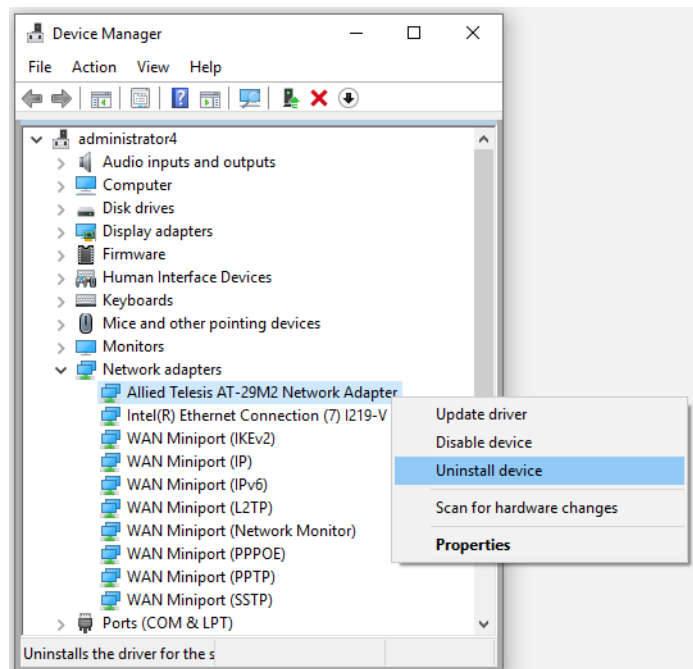 Device Manager
File Action View Help
administrator4
Audio inputs and outputs
Computer
Disk drives
Display adapters
Firmware
Human Interface Devices
Keyboards
Mice and other pointing devices
Monitors
Network adapters
Allied Telesis AT-29M2 Network Adapter
Intel(R) Ethernet Connection (7) I219-V
WAN Miniport (IKEv2)
WAN Miniport (IP)
WAN Miniport (IPv6)
WAN Miniport (L2TP)
WAN Miniport (Network Monitor)
WAN Miniport (PPPOE)
WAN Miniport (PPTP)
WAN Miniport (SSTP)
Ports (COM & LPT)
Update driver
Disable device
Uninstall device
Scan for hardware changes
Properties
Uninstalls the driver for the s